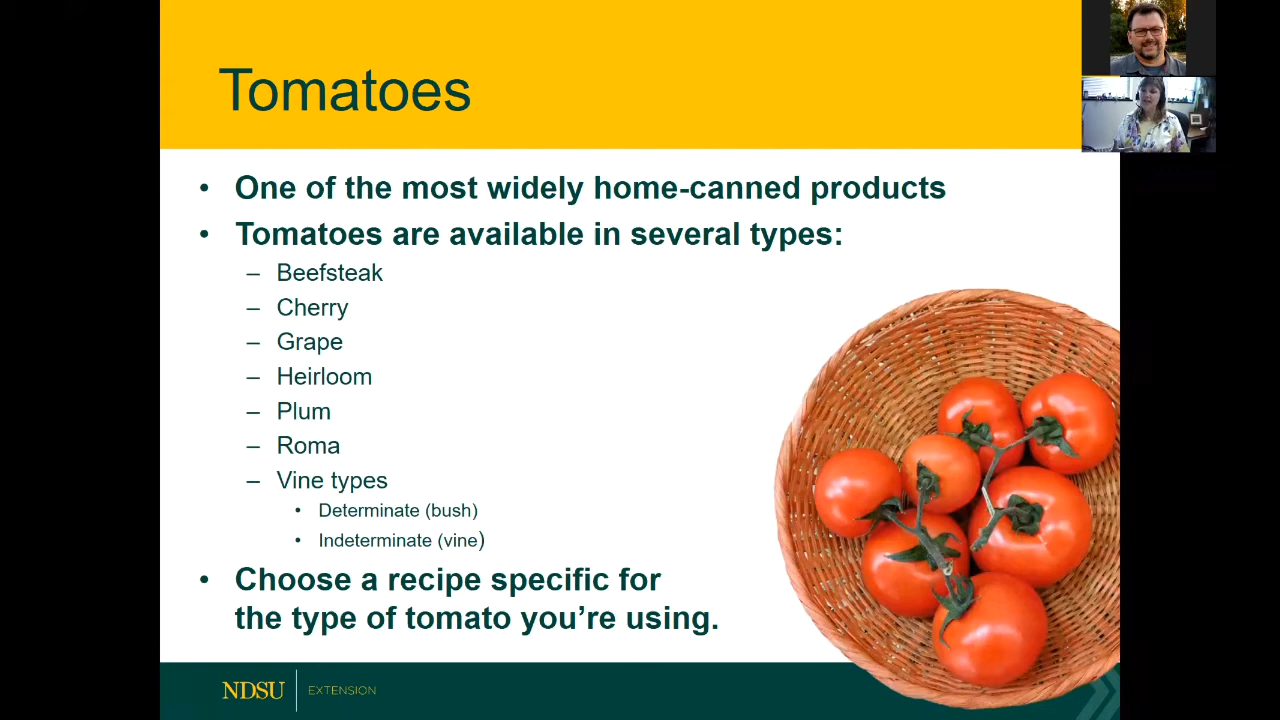 Tomatoes
• One of the most widely home-canned products
• Tomatoes are available in several types:
– Beefsteak
– Cherry
– Grape
– Heirloom
– Plum
– Roma
– Vine types
• Determinate (bush)
• Indeterminate (vine)
• Choose a recipe specific for
the type of tomato you’re using.
NDSU EXTENSION